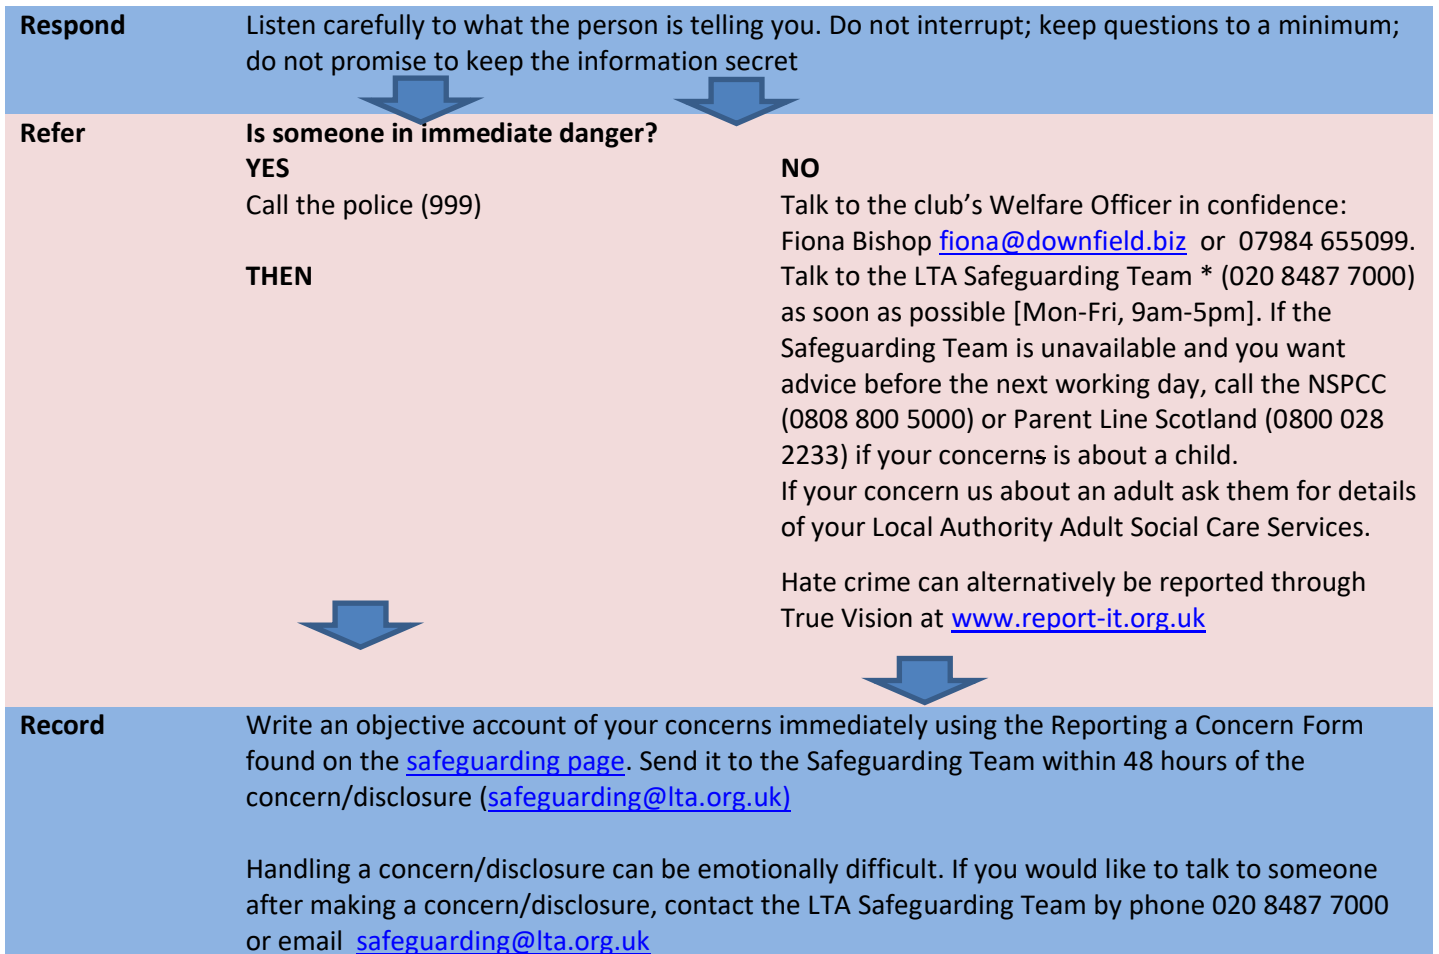 Respond
Listen carefully to what the person is telling you. Do not interrupt; keep questions to a minimum;
do not promise to keep the information secret
Refer
Is someone in immediate danger?
YES
Call the police (999)
THEN
NO
Talk to the club’s Welfare Officer in confidence:
Fiona Bishop fiona@downfield.biz or 07984 655099.
Talk to the LTA Safeguarding Team * (020 8487 7000)
as soon as possible [Mon-Fri, 9am-5pm]. If the
Safeguarding Team is unavailable and you want
advice before the next working day, call the NSPCC
(0808 800 5000) or Parent Line Scotland (0800 028
2233) if your concerns is about a child.
If your concern us about an adult ask them for details
of your Local Authority Adult Social Care Services.
Hate crime can alternatively be reported through
True Vision at www.report-it.org.uk
Record
Write an objective account of your concerns immediately using the Reporting a Concern Form
found on the safeguarding page. Send it to the Safeguarding Team within 48 hours of the
concern/disclosure (safeguarding@lta.org.uk)
Handling a concern/disclosure can be emotionally difficult. If you would like to talk to someone
after making a concern/disclosure, contact the LTA Safeguarding Team by phone 020 8487 7000
or email safeguarding@lta.org.uk